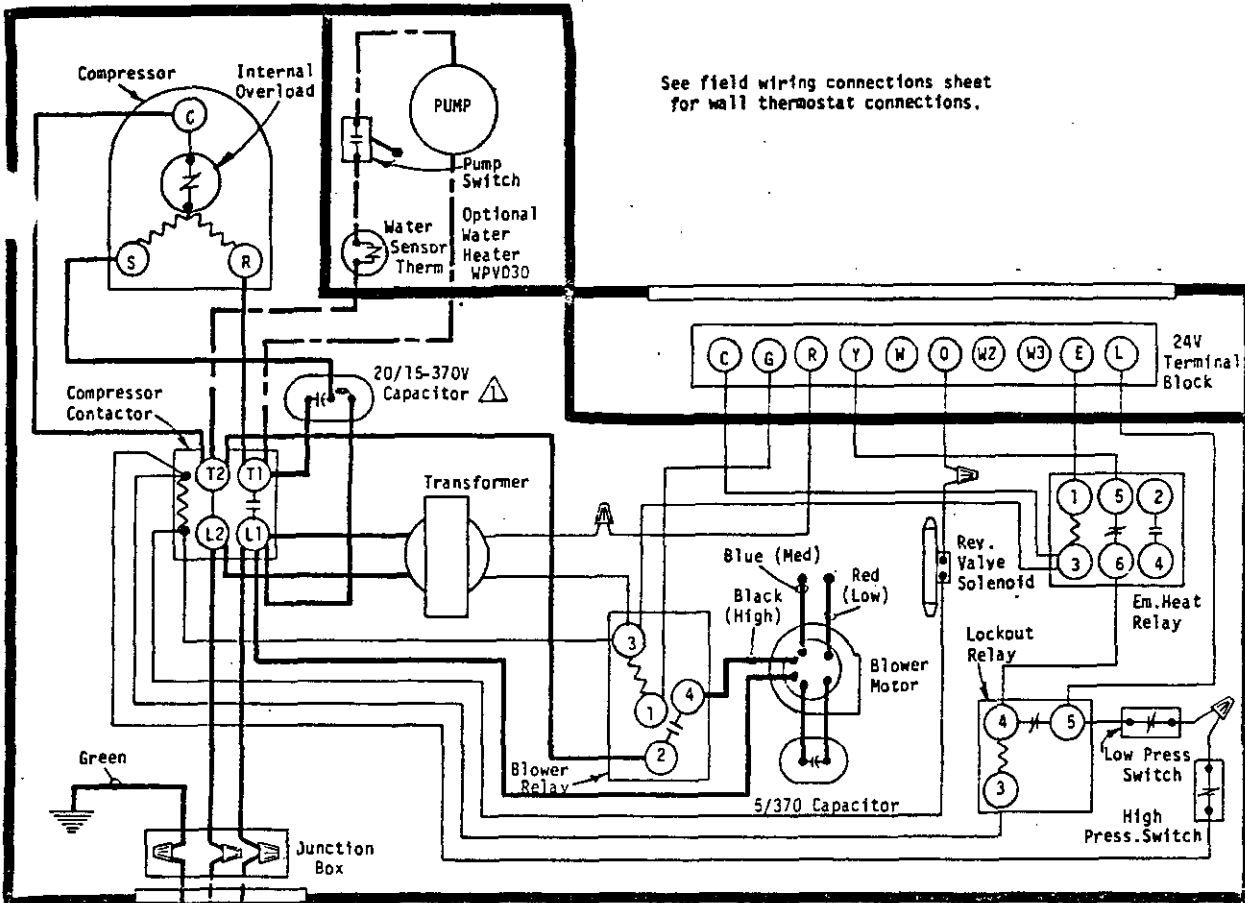 See field wiring connections sheet
for wall thermostat connections.
Compressor
Internal
Overload
C
S
R
PUMP
Pump
Switch
Water
Sensor
Therm
Optional
Water
Heater
WPVD30
C G R Y W O W2 W3 E L
24V
Terminal
Block
20/15-370V
Capacitor 1
Compressor
Contactor
T2 T1
L2 L1
Transformer
Blue (Med)
Black
(High)
Red
(Low)
Rev.
Valve
Solenoid
1 5 2
3 6 4
Em.Heat
Relay
Blower
Motor
3
1
4
2
Blower
Relay
5/370 Capacitor
Lockout
Relay
4 5
3
Low Press
Switch
High
Press.Switch
Green
Junction
Box